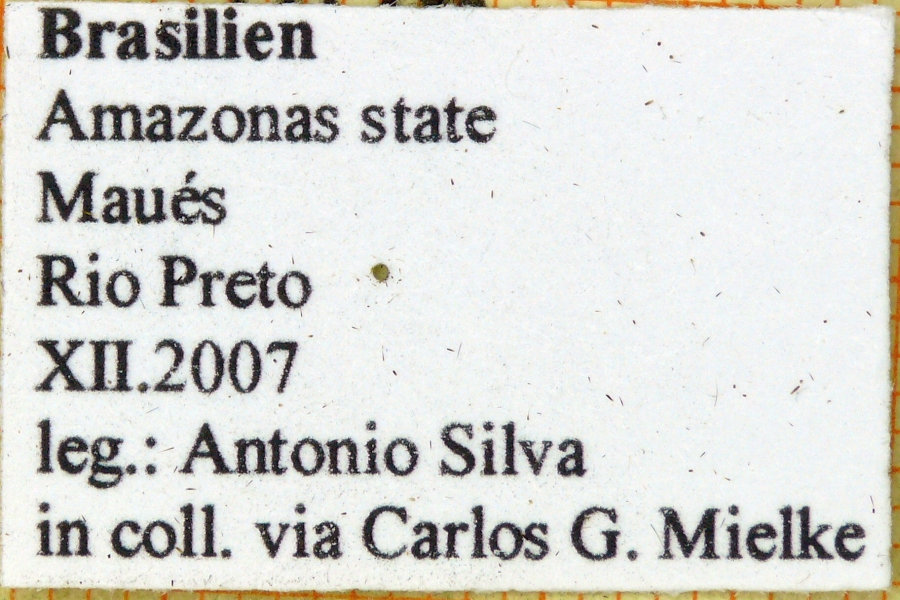 Brasilien
Amazonas state
Maués
Rio Preto
XII.2007
leg.: Antonio Silva
in coll. via Carlos G. Mielke